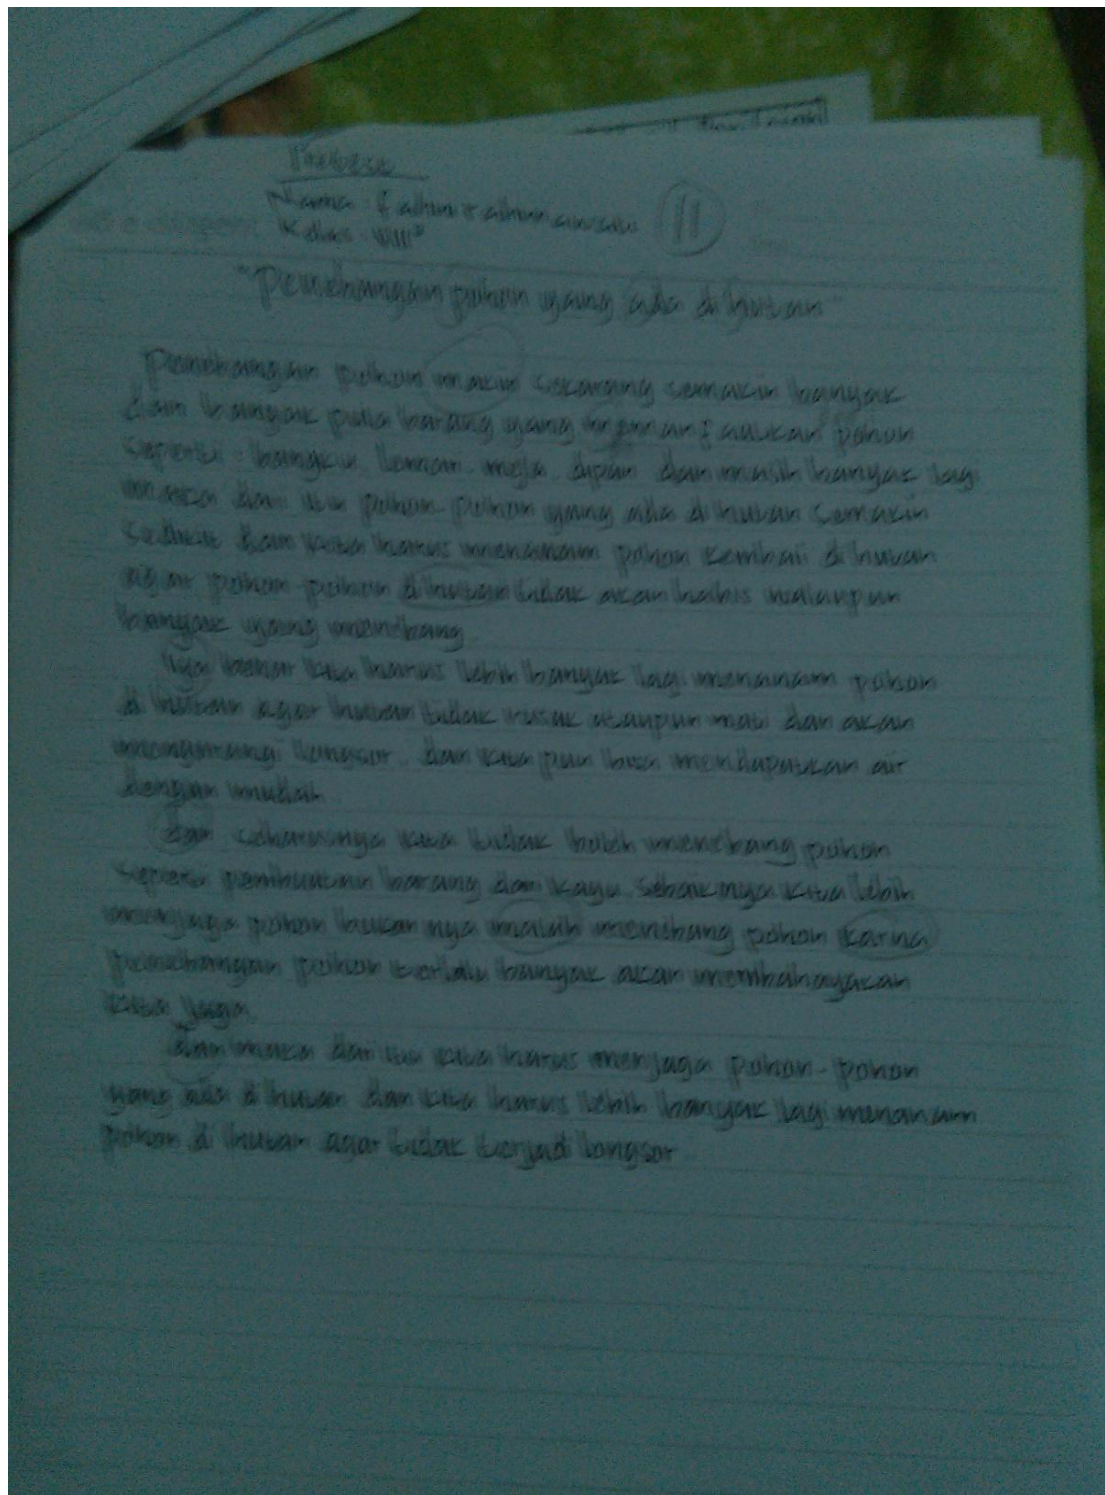 Nama : fahmi
Kelas : VIII
11
"Penebangan pohon yang ada di hutan"
Penebangan pohon makin sekarang semakin banyak
dan banyak pula barang yang memanfaatkan pohon
seperti : bangku, lemari, meja, dipan dan masih banyak lagi
maka dari itu pohon-pohon yang ada di hutan semakin
sedikit dan kita harus menanam pohon kembali di hutan
agar pohon pohon di hutan tidak akan habis walaupun
banyak yang menebang.
Iya benar kita harus lebih banyak lagi menanam pohon
di hutan agar hutan tidak rusak ataupun mati dan akan
longsor. dan kita pun bisa mendapatkan air
dengan mudah.
dan seharusnya kita tidak boleh menebang pohon
seperti pembuatan barang dari kayu. sebaiknya kita lebih
menjaga pohon bukan nya malah menebang pohon karna
penebangan pohon terlalu banyak akan membahayakan
kita juga.
dan maka dari itu kita harus menjaga pohon-pohon
yang ada di hutan dan kita harus lebih banyak lagi menanam
pohon di hutan agar tidak terjadi longsor